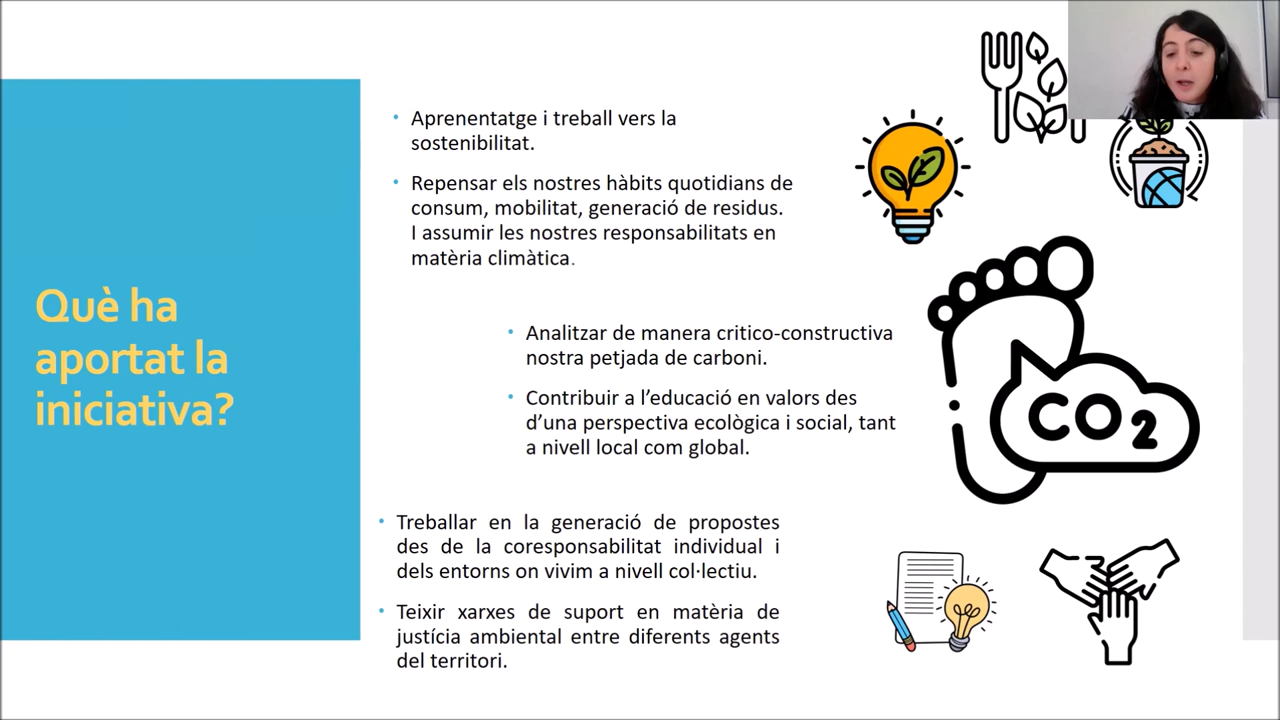 Què ha
aportat la
iniciativa?
• Aprenentatge i treball vers la
sostenibilitat.
• Repensar els nostres hàbits quotidians de
consum, mobilitat, generació de residus.
I assumir les nostres responsabilitats en
matèria climàtica.
• Analitzar de manera critico-constructiva
nostra petjada de carboni.
• Contribuir a l’educació en valors des
d’una perspectiva ecològica i social, tant
a nivell local com global.
• Treballar en la generació de propostes
des de la coresponsabilitat individual i
dels entorns on vivim a nivell col·lectiu.
• Teixir xarxes de suport en matèria de
justícia ambiental entre diferents agents
del territori.
CO2